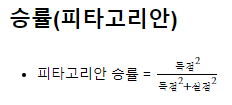 승률(피타고리안)
• 피타고리안 승률 = 득점² / 득점²+실점²